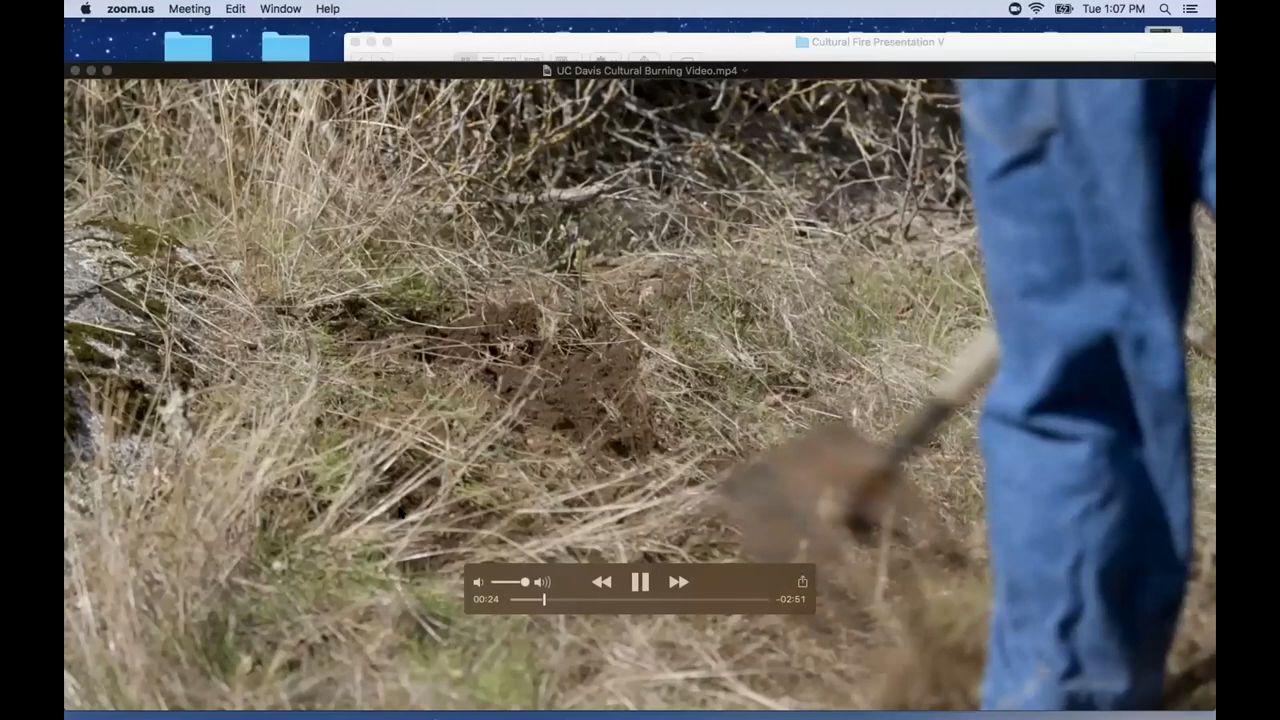 zoom.us Meeting Edit Window Help Tue 1:07 PM
Cultural Fire Presentation V
UC Davis Cultural Burning Video.mp4
00:24 -02:51